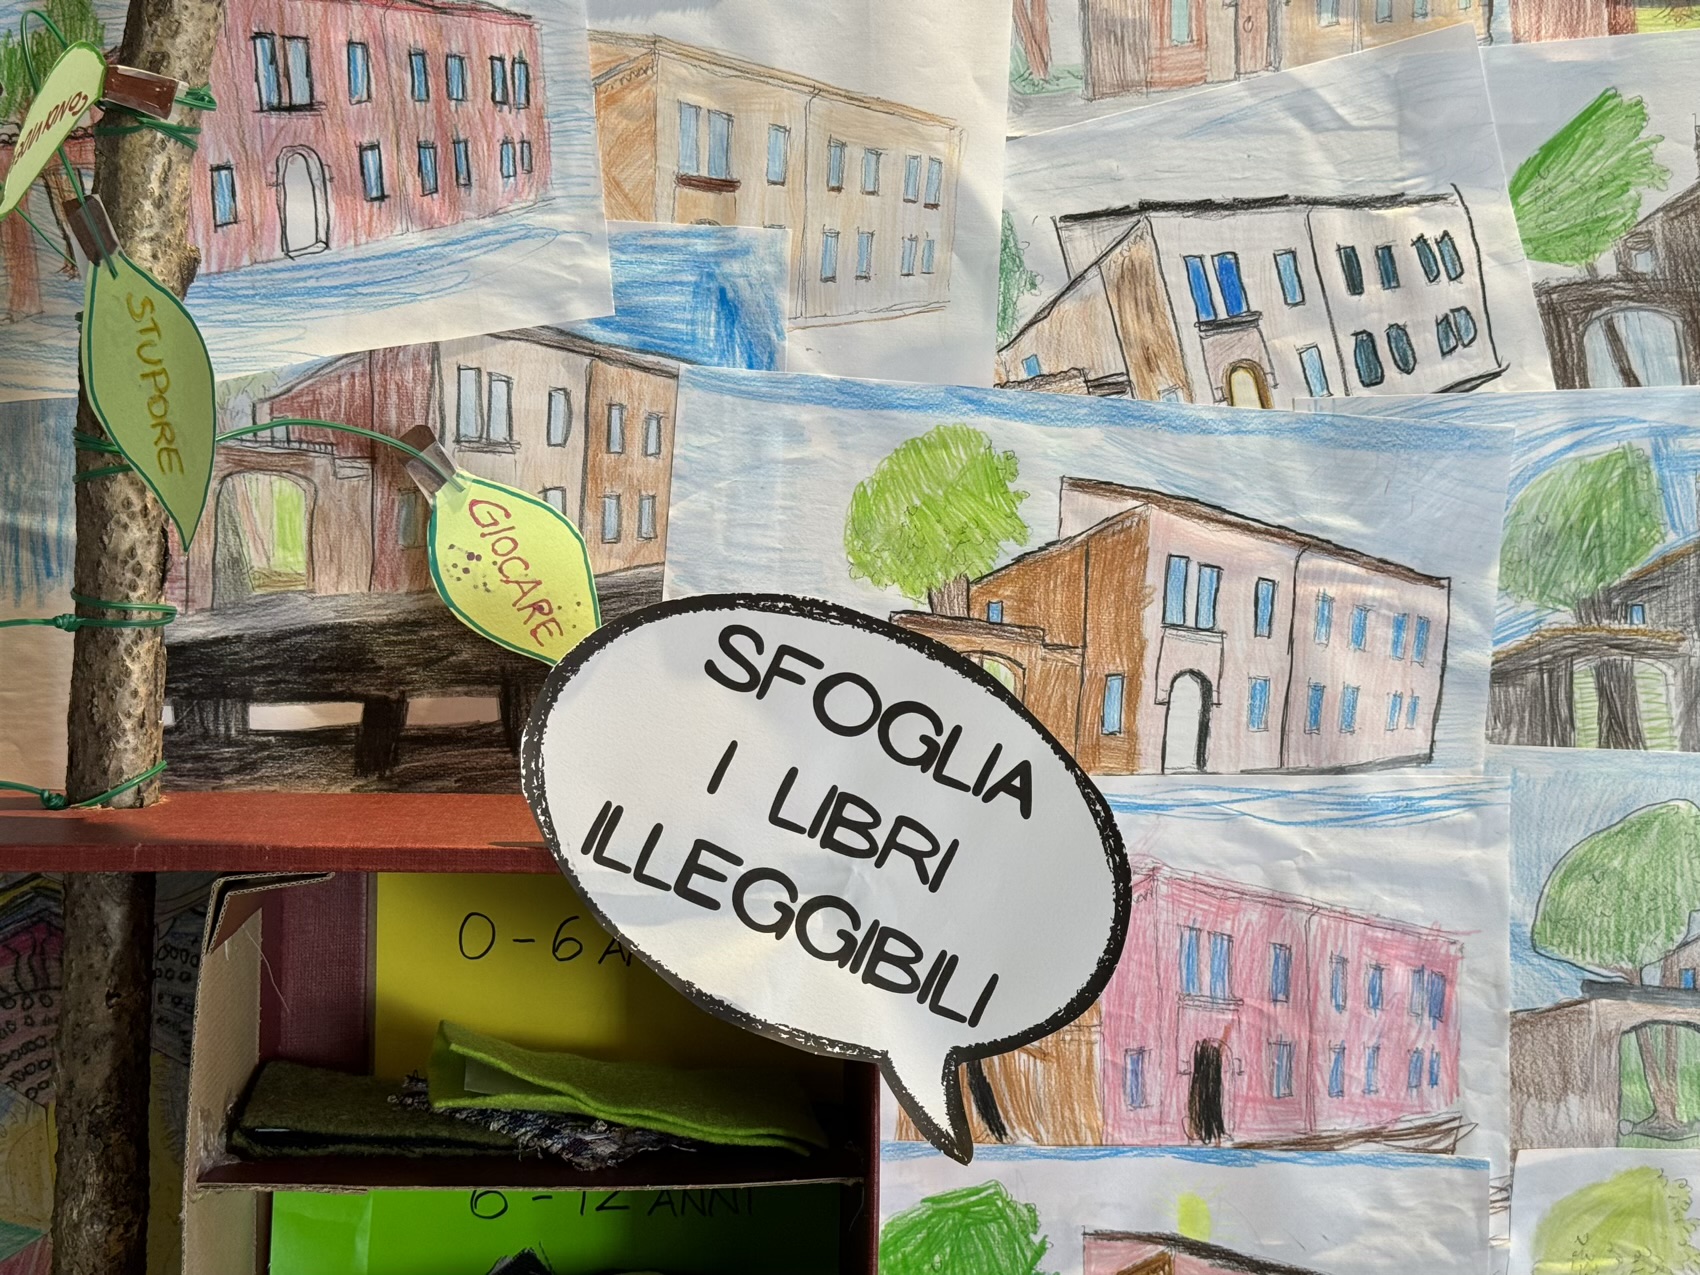 STUPORE
GIOCARE
SFOGLIA
I LIBRI
ILLEGGIBILI
0-6
6-12 ANNI